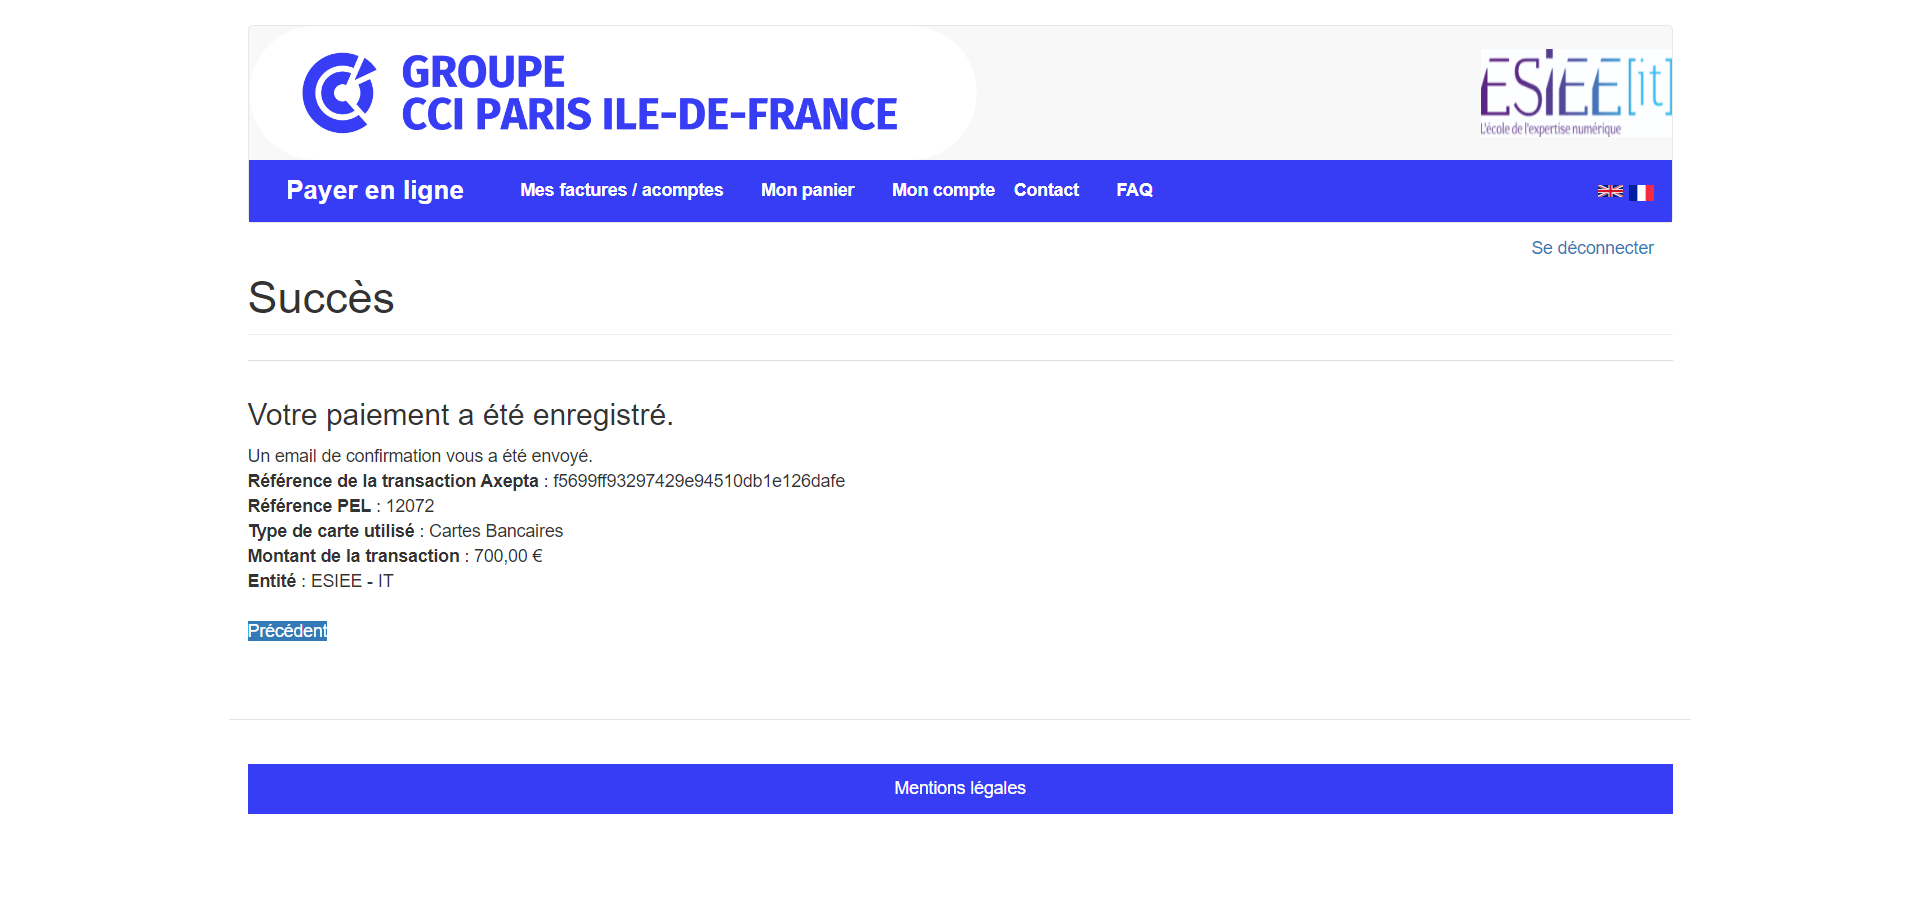 GROUPE
CCI PARIS ILE-DE-FRANCE
ESIEE[it]
L'école de l'expertise numérique
Payer en ligne Mes factures / acomptes Mon panier Mon compte Contact FAQ
Se déconnecter
Succès
Votre paiement a été enregistré.
Un email de confirmation vous a été envoyé.
Référence de la transaction Axepta : f5699ff93297429e94510db1e126dafe
Référence PEL : 12072
Type de carte utilisé : Cartes Bancaires
Montant de la transaction : 700,00 €
Entité : ESIEE - IT
Précédent
Mentions légales